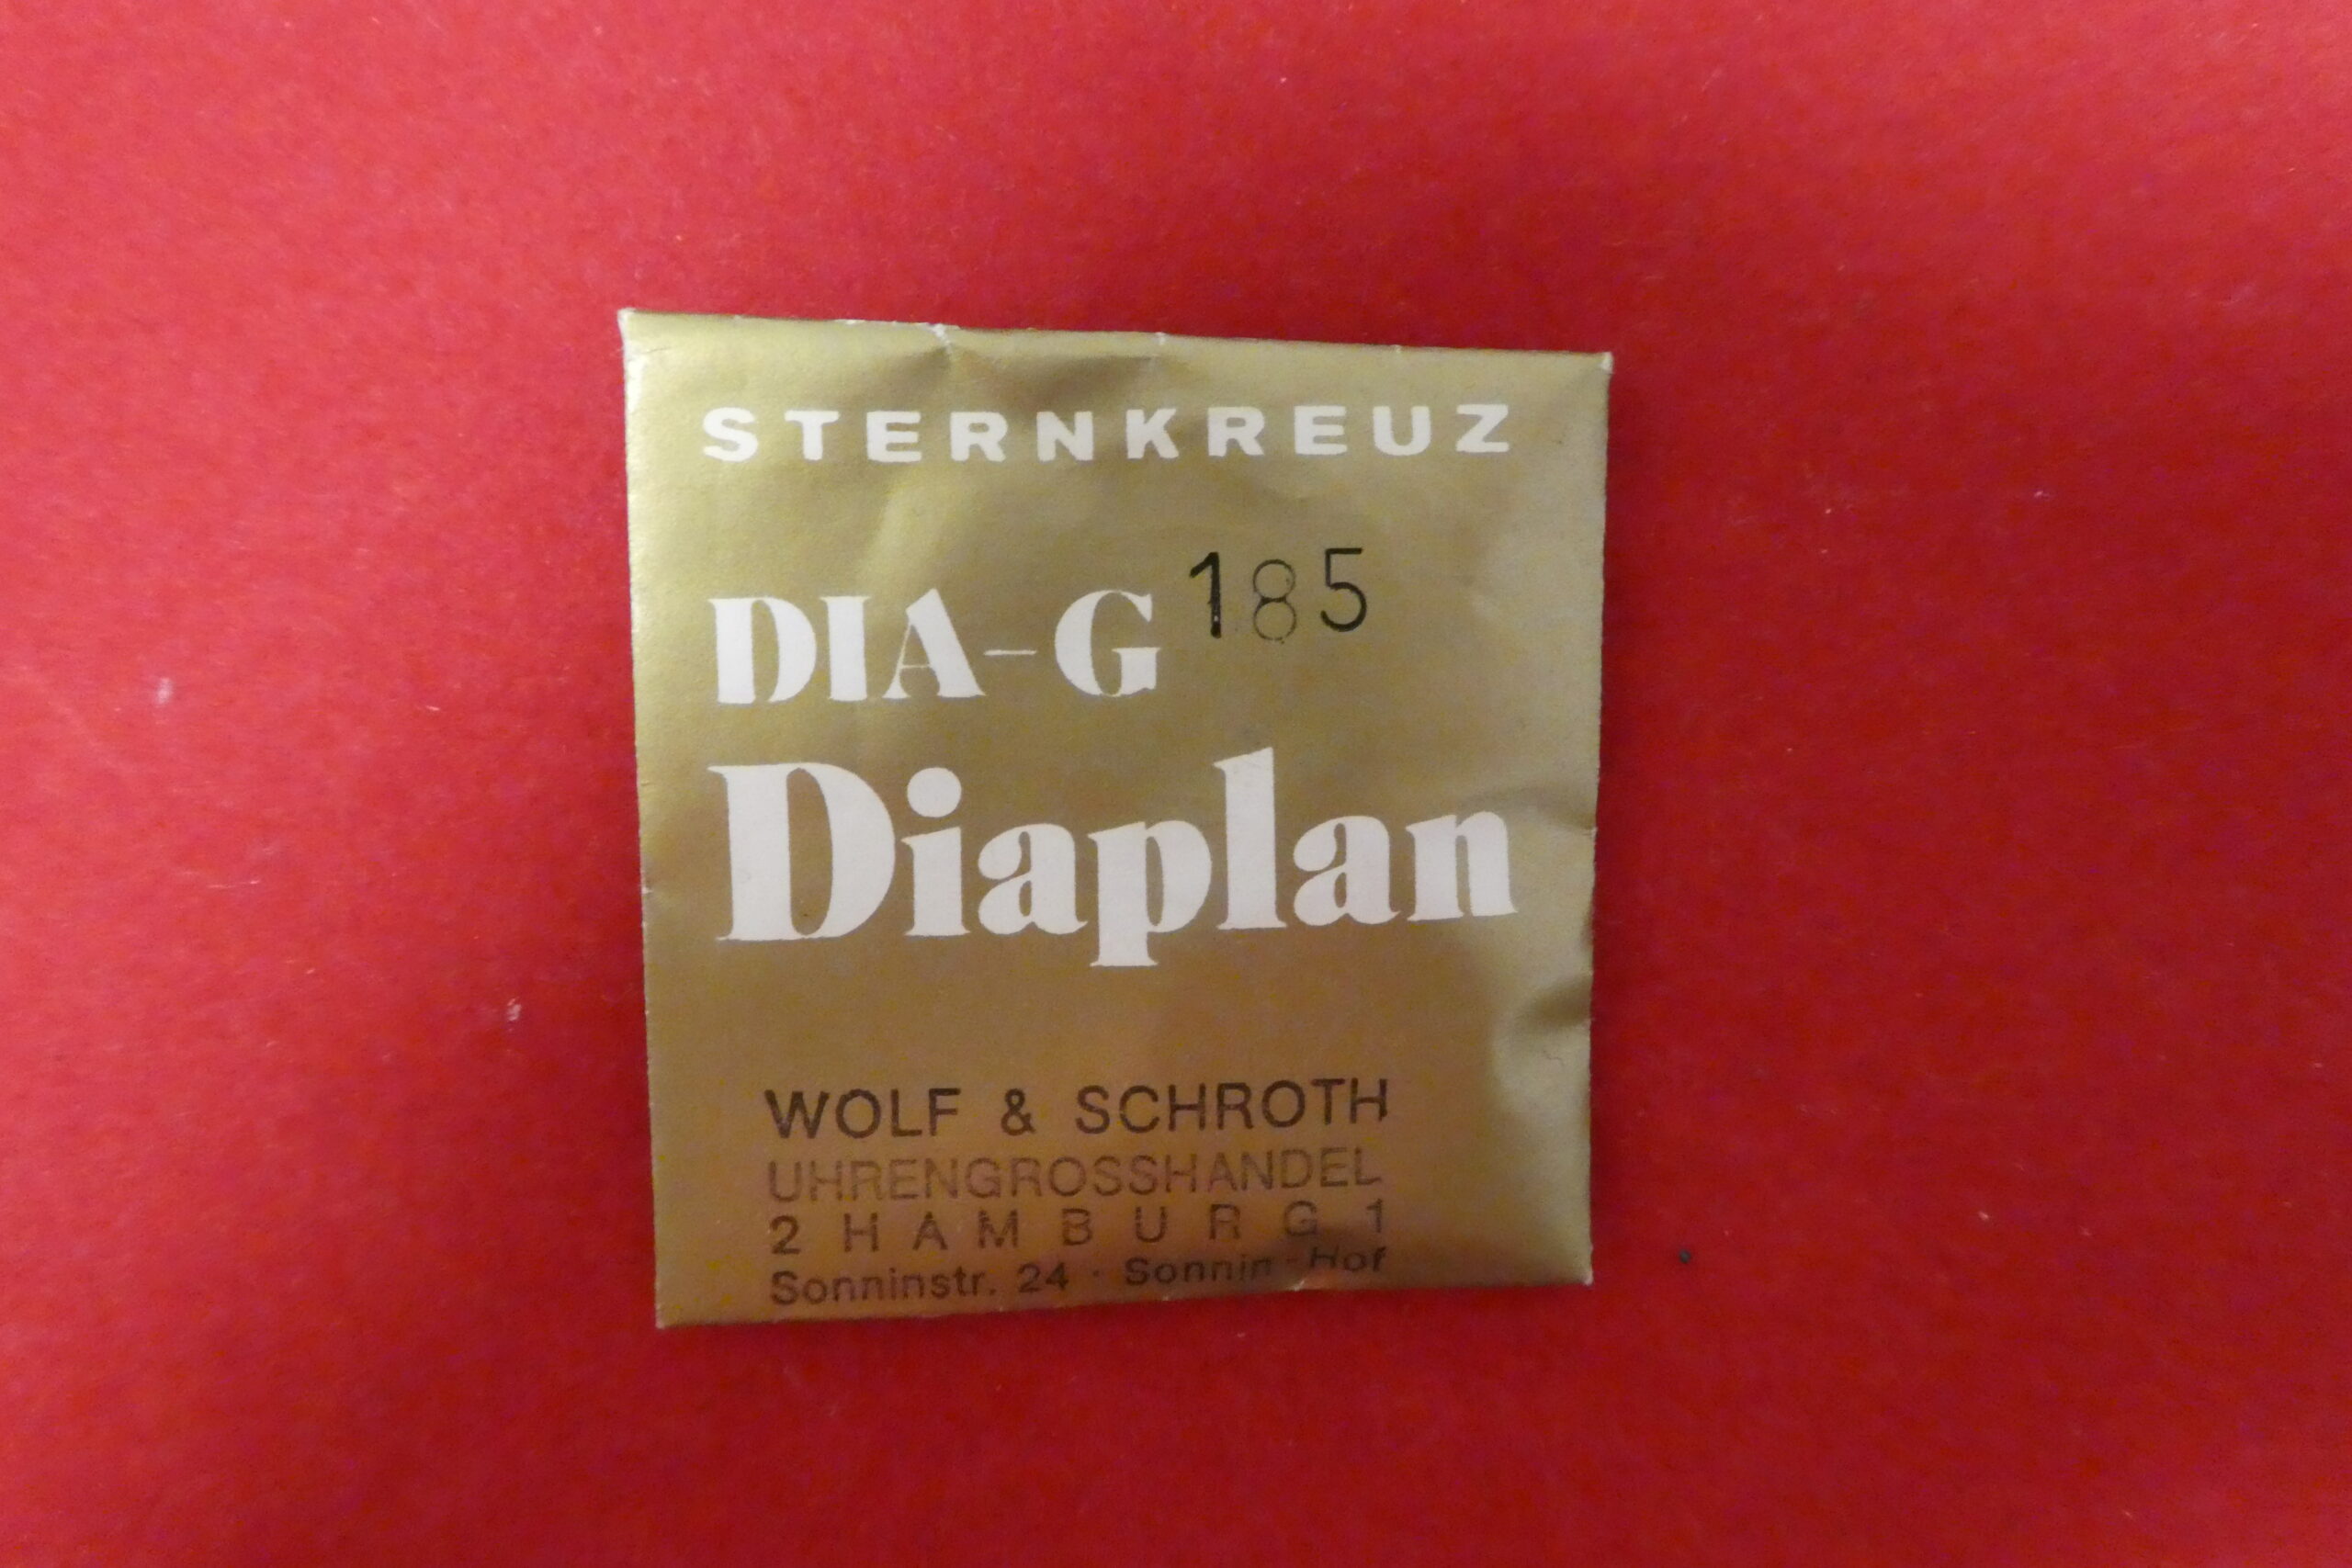 STERNKREUZ
DIA-G 185
Diaplan
WOLF & SCHROTH
UHRENGROSSHANDEL
2 HAMBURG 1
Sonninstr. 24 · Sonnin-Hof